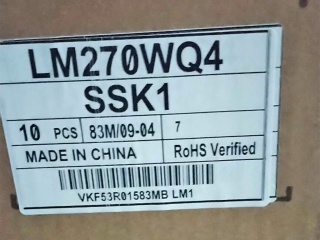 LM270WQ4
SSK1
10 PCS 83M/09-04 7
MADE IN CHINA RoHS Verified
VKF53R01583MB LM1